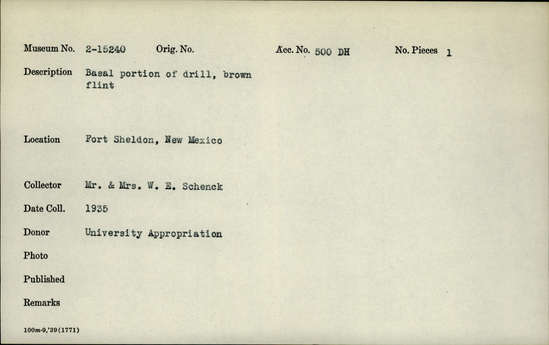 Museum No. 2-15240 Orig. No. Acc. No. 500 DH No. Pieces 1
Description Basal portion of drill, brown
flint
Location Fort Sheldon, New Mexico
Collector Mr. & Mrs. W. E. Schenck
Date Coll. 1935
Donor University Appropriation
Photo
Published
Remarks
100m-9,'39(1771)